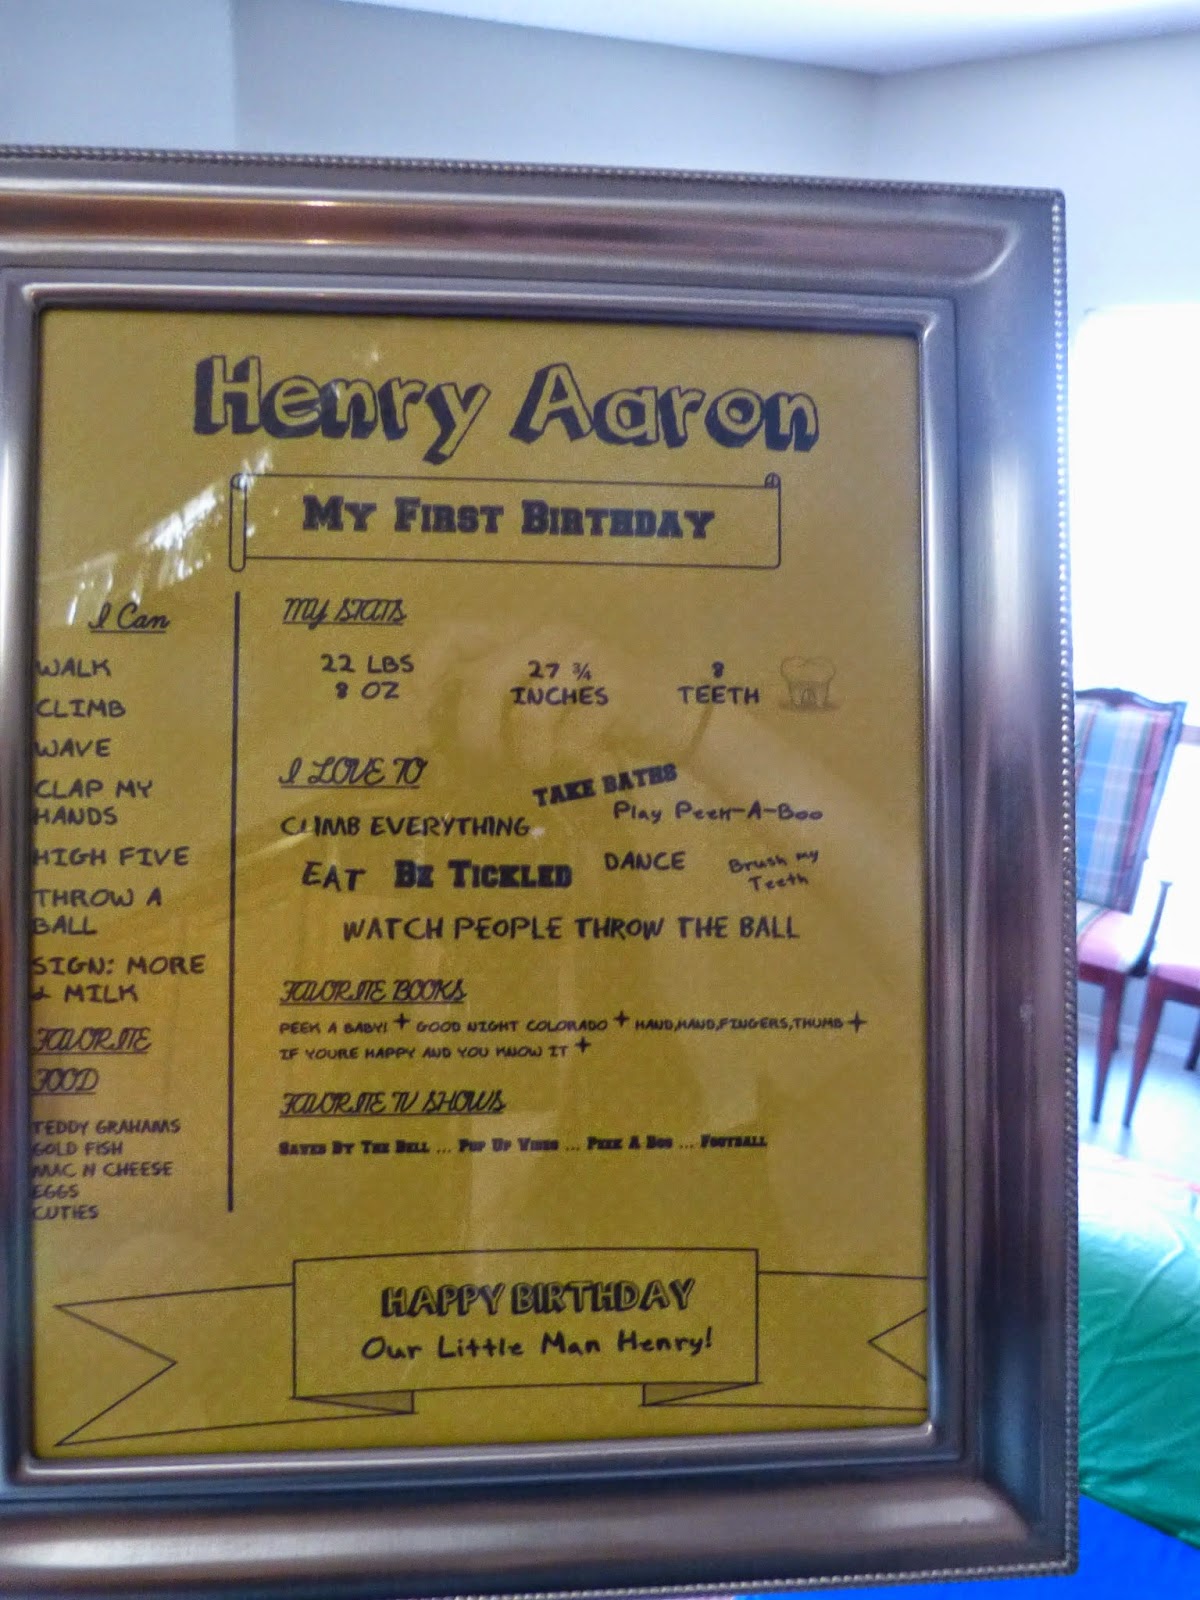 Henry Aaron
My First Birthday
I Can
WALK
CLIMB
WAVE
CLAP MY
HANDS
HIGH FIVE
THROW A
BALL
SIGN: MORE
& MILK
FAVORITE
FOOD
TEDDY GRAHAMS
GOLD FISH
MAC N CHEESE
EGGS
CUTIES
MY STATS
22 LBS
8 OZ
27 3/4
INCHES
8
TEETH
I LOVE TO
TAKE BATHS
Play Peek-A-Boo
CLIMB EVERYTHING
EAT BE TICKLED DANCE
Brush my
Teeth
WATCH PEOPLE THROW THE BALL
FAVORITE BOOKS
PEEK A BABY! + GOOD NIGHT COLORADO + HAND,HAND,FINGERS,THUMB +
IF YOURE HAPPY AND YOU KNOW IT +
FAVORITE TV SHOWS
Saved By The Bell ... Pop Up Video ... Peek A Boo ... Football
HAPPY BIRTHDAY
Our Little Man Henry!